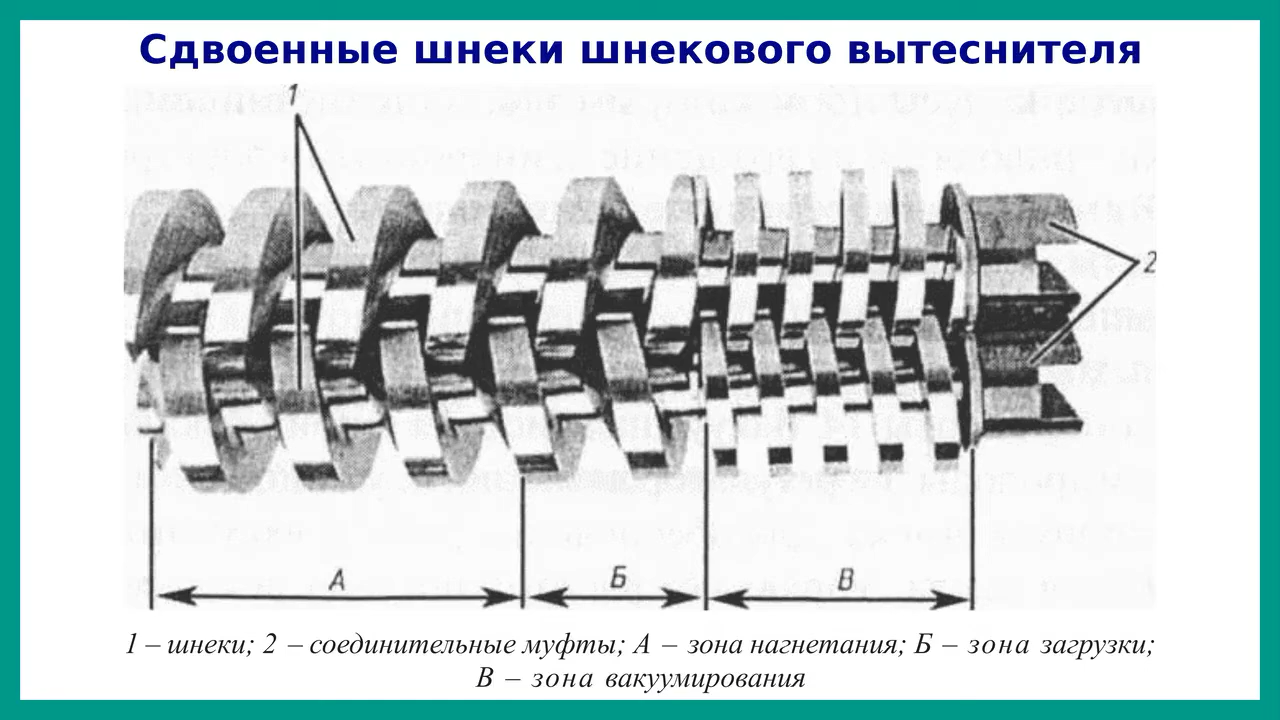 Сдвоенные шнеки шнекового вытеснителя
1
2
А
Б
В
1 – шнеки; 2 – соединительные муфты; А – зона нагнетания; Б – зона загрузки;
В – зона вакуумирования